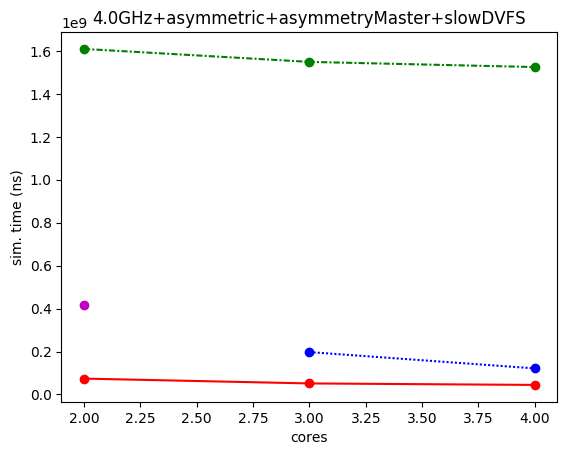 4.0GHz+asymmetric+asymmetryMaster+slowDVFS
1e9
1.6
1.4
1.2
1.0
0.8
0.6
0.4
0.2
0.0
sim. time (ns)
2.00 2.25 2.50 2.75 3.00 3.25 3.50 3.75 4.00
cores